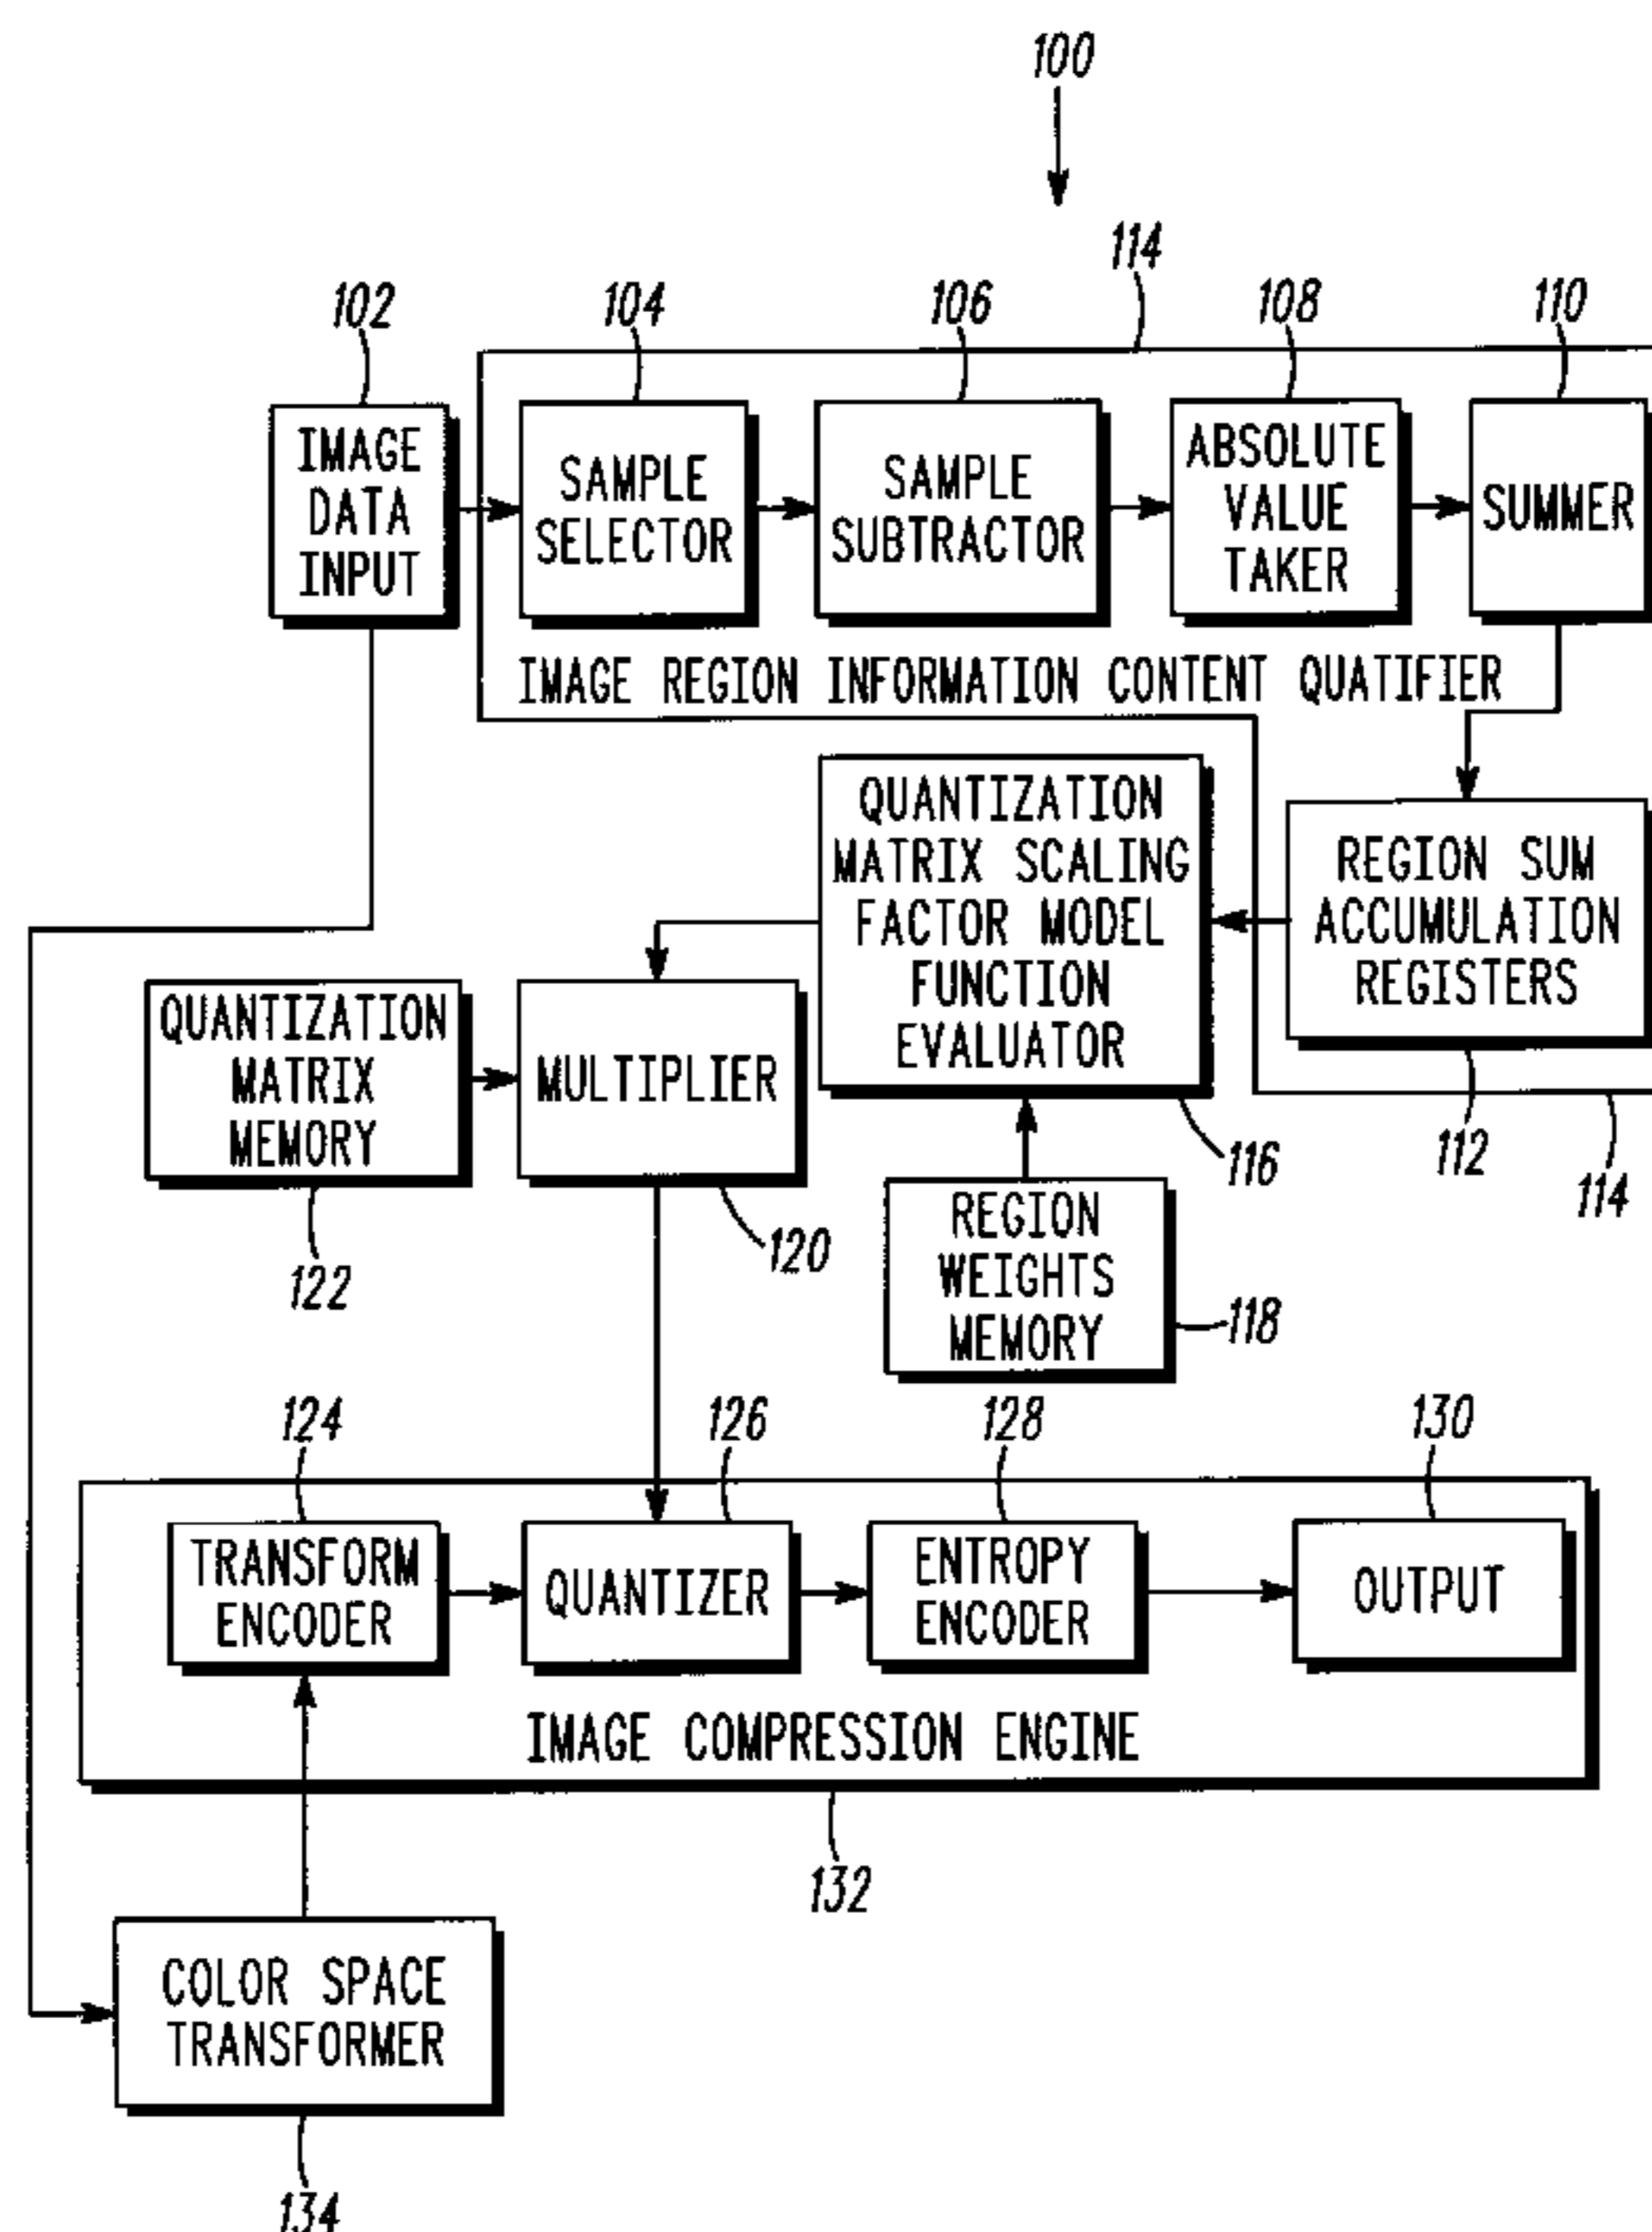 100
114
102
104
106
108
110
IMAGE
DATA
INPUT
SAMPLE
SELECTOR
SAMPLE
SUBTRACTOR
ABSOLUTE
VALUE
TAKER
SUMMER
IMAGE REGION INFORMATION CONTENT QUATIFIER
QUANTIZATION
MATRIX SCALING
FACTOR MODEL
FUNCTION
EVALUATOR
REGION SUM
ACCUMULATION
REGISTERS
QUANTIZATION
MATRIX
MEMORY
MULTIPLIER
116
112
114
120
122
REGION
WEIGHTS
MEMORY
118
124
126
128
130
TRANSFORM
ENCODER
QUANTIZER
ENTROPY
ENCODER
OUTPUT
IMAGE COMPRESSION ENGINE
132
COLOR SPACE
TRANSFORMER
134